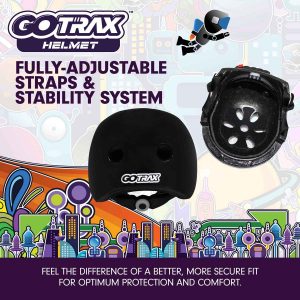 GOTRAX™
HELMET
FULLY-ADJUSTABLE
STRAPS &
STABILITY SYSTEM
GOTRAX
FEEL THE DIFFERENCE OF A BETTER, MORE SECURE FIT
FOR OPTIMUM PROTECTION AND COMFORT.